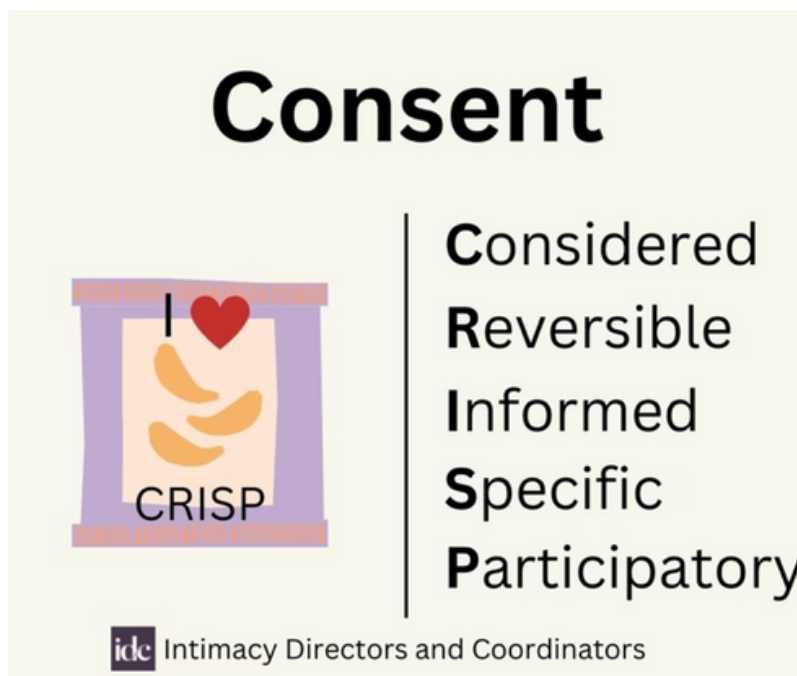 Consent
I
CRISP
Considered
Reversible
Informed
Specific
Participatory
idc Intimacy Directors and Coordinators